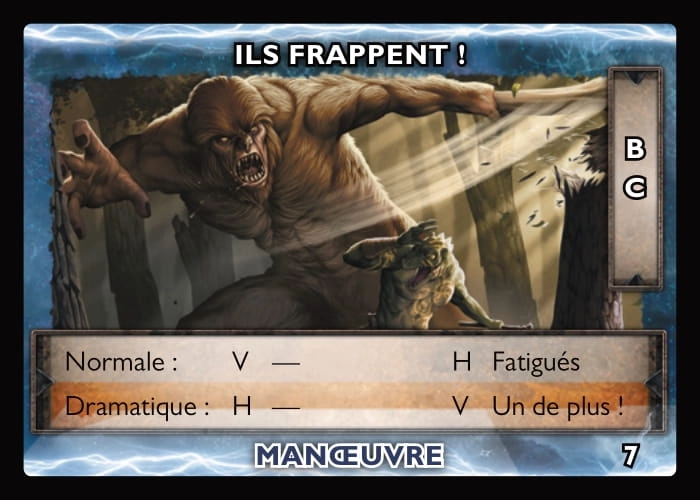 ILS FRAPPENT !
B
C
Normale : V — H Fatigués
Dramatique : H — V Un de plus !
MANŒUVRE
7